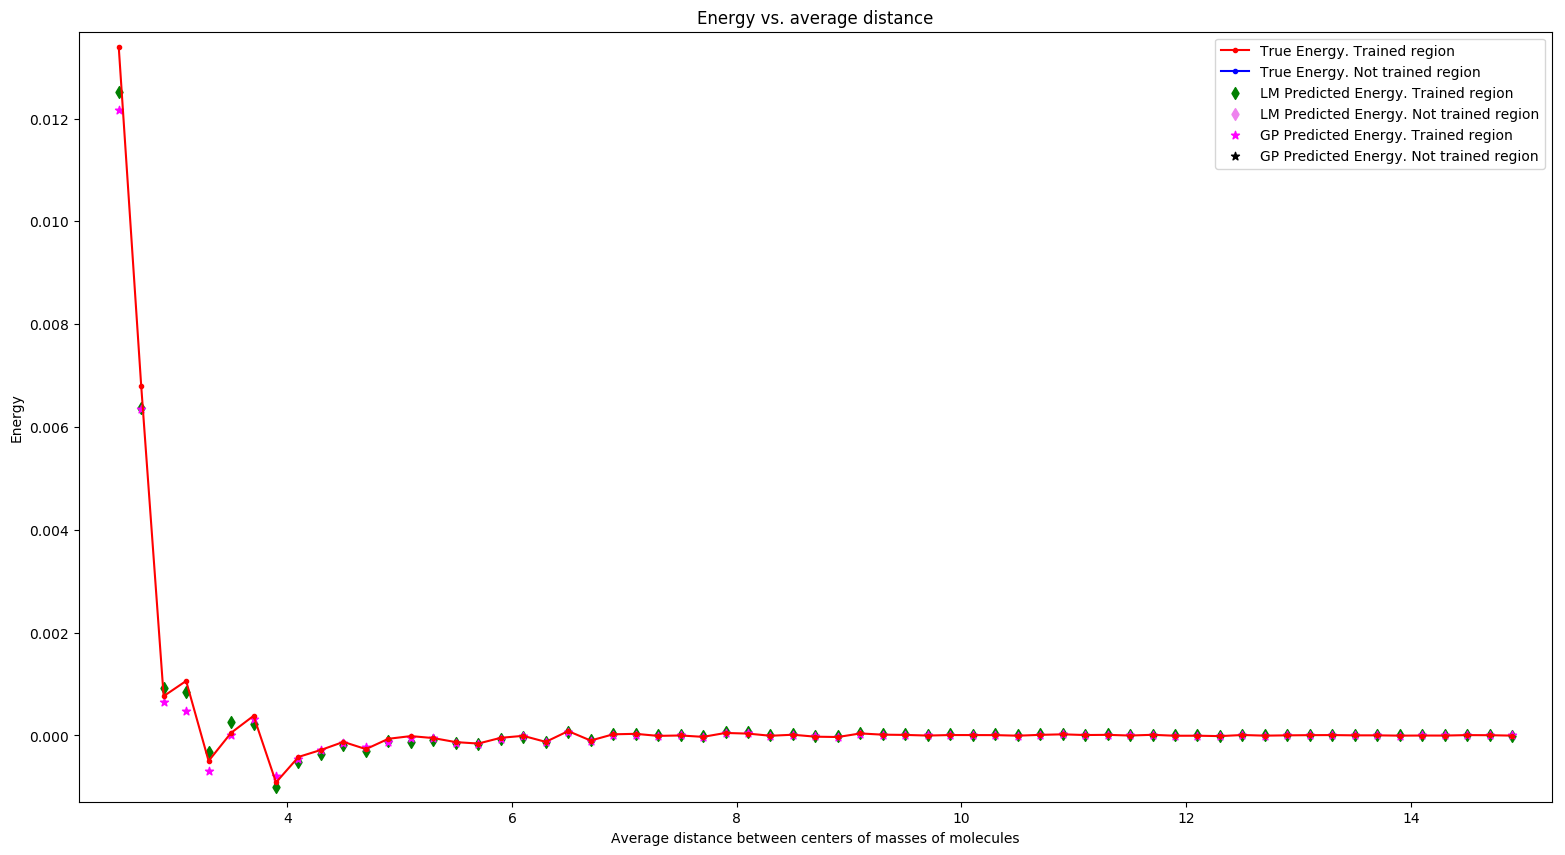 Energy vs. average distance
True Energy. Trained region
True Energy. Not trained region
LM Predicted Energy. Trained region
LM Predicted Energy. Not trained region
GP Predicted Energy. Trained region
GP Predicted Energy. Not trained region
0.012
0.010
0.008
0.006
0.004
0.002
0.000
Energy
4
6
8
10
12
14
Average distance between centers of masses of molecules